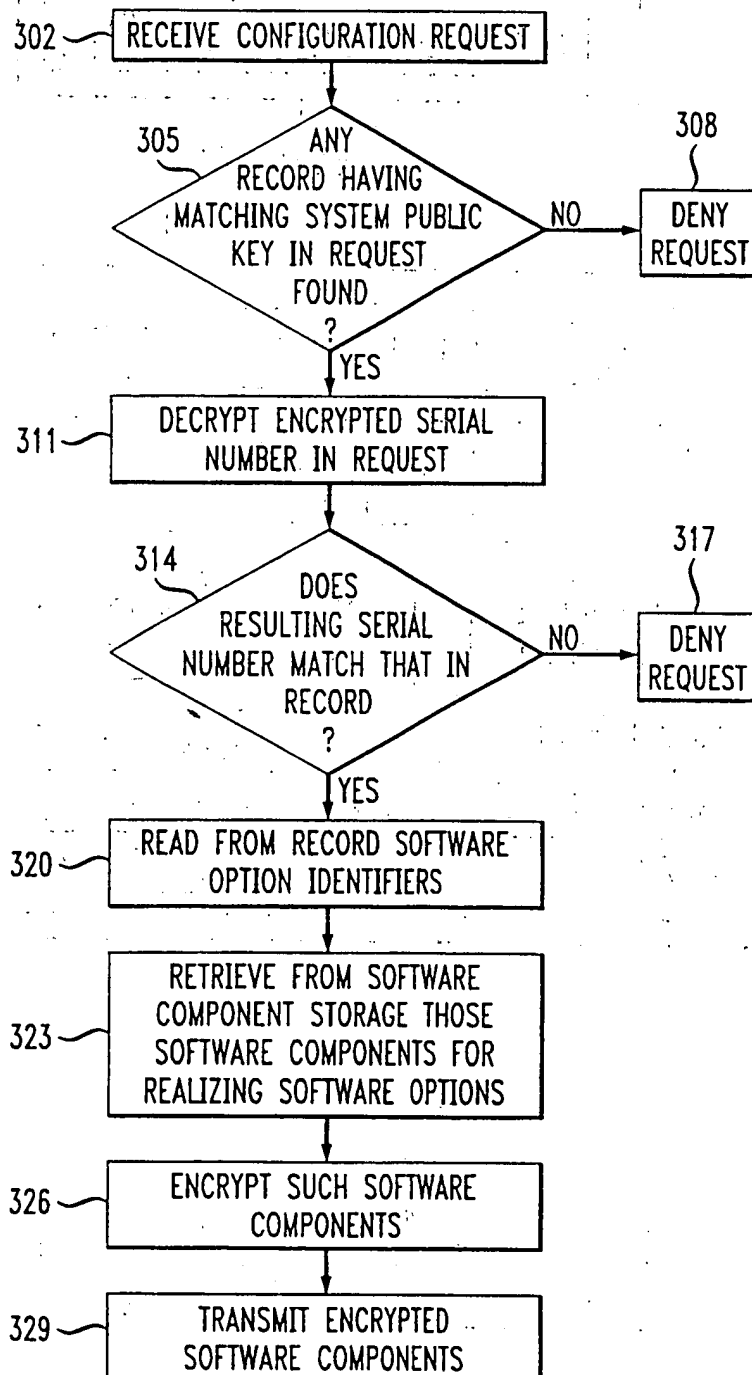 302
RECEIVE CONFIGURATION REQUEST
305
ANY
RECORD HAVING
MATCHING SYSTEM PUBLIC
KEY IN REQUEST
FOUND
?
NO
308
DENY
REQUEST
YES
311
DECRYPT ENCRYPTED SERIAL
NUMBER IN REQUEST
314
DOES
RESULTING SERIAL
NUMBER MATCH THAT IN
RECORD
?
NO
317
DENY
REQUEST
YES
320
READ FROM RECORD SOFTWARE
OPTION IDENTIFIERS
323
RETRIEVE FROM SOFTWARE
COMPONENT STORAGE THOSE
SOFTWARE COMPONENTS FOR
REALIZING SOFTWARE OPTIONS
326
ENCRYPT SUCH SOFTWARE
COMPONENTS
329
TRANSMIT ENCRYPTED
SOFTWARE COMPONENTS